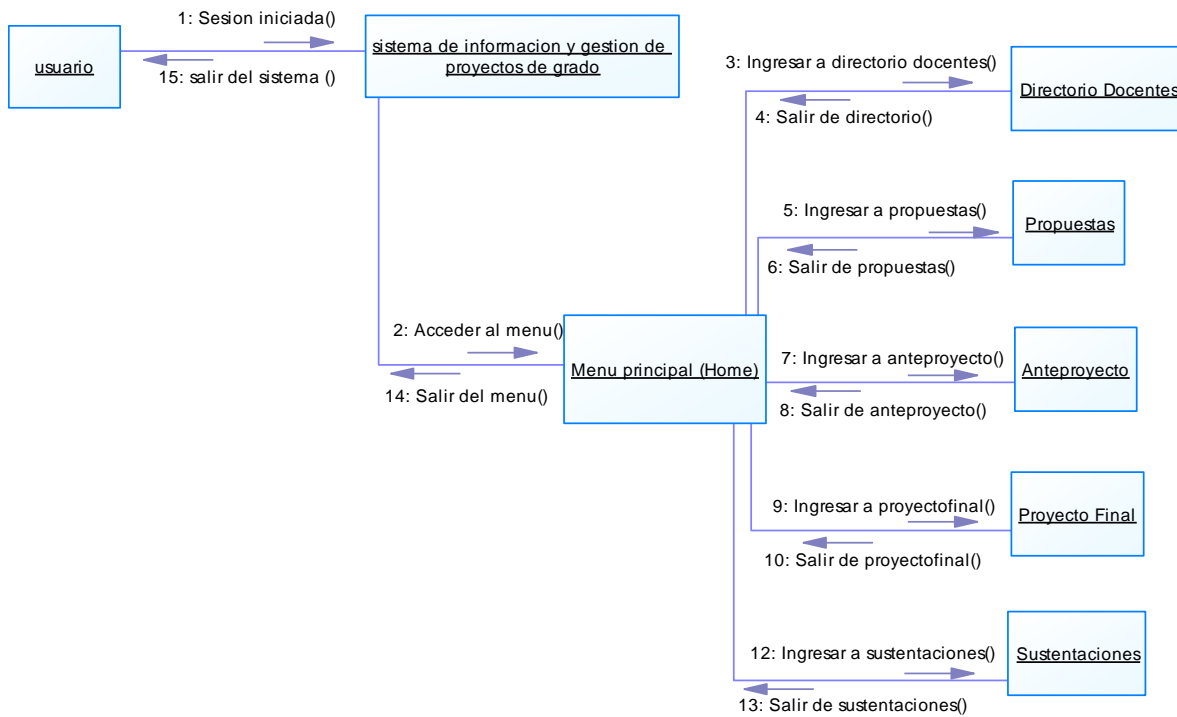 1: Sesion iniciada()
usuario
15: salir del sistema ()
sistema de informacion y gestion de
proyectos de grado
3: Ingresar a directorio docentes()
4: Salir de directorio()
Directorio Docentes
5: Ingresar a propuestas()
6: Salir de propuestas()
Propuestas
2: Acceder al menu()
14: Salir del menu()
Menu principal (Home)
7: Ingresar a anteproyecto()
8: Salir de anteproyecto()
Anteproyecto
9: Ingresar a proyectofinal()
10: Salir de proyectofinal()
Proyecto Final
12: Ingresar a sustentaciones()
13: Salir de sustentaciones()
Sustentaciones